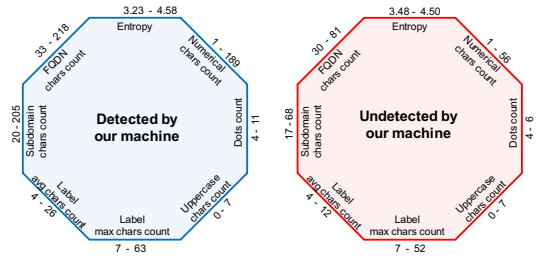 3.23 - 4.58
Entropy
1 - 189
Numerical
chars count
Dots count
4 - 11
Uppercase
chars count
0 - 7
Label
max chars count
7 - 63
Label
avg chars count
4 - 26
Subdomain
chars count
20 - 205
FQDN
chars count
33 - 218
Detected by
our machine
3.48 - 4.50
Entropy
1 - 56
Numerical
chars count
Dots count
4 - 6
Uppercase
chars count
0 - 7
Label
max chars count
7 - 52
Label
avg chars count
4 - 12
Subdomain
chars count
17 - 68
FQDN
chars count
30 - 81
Undetected by
our machine